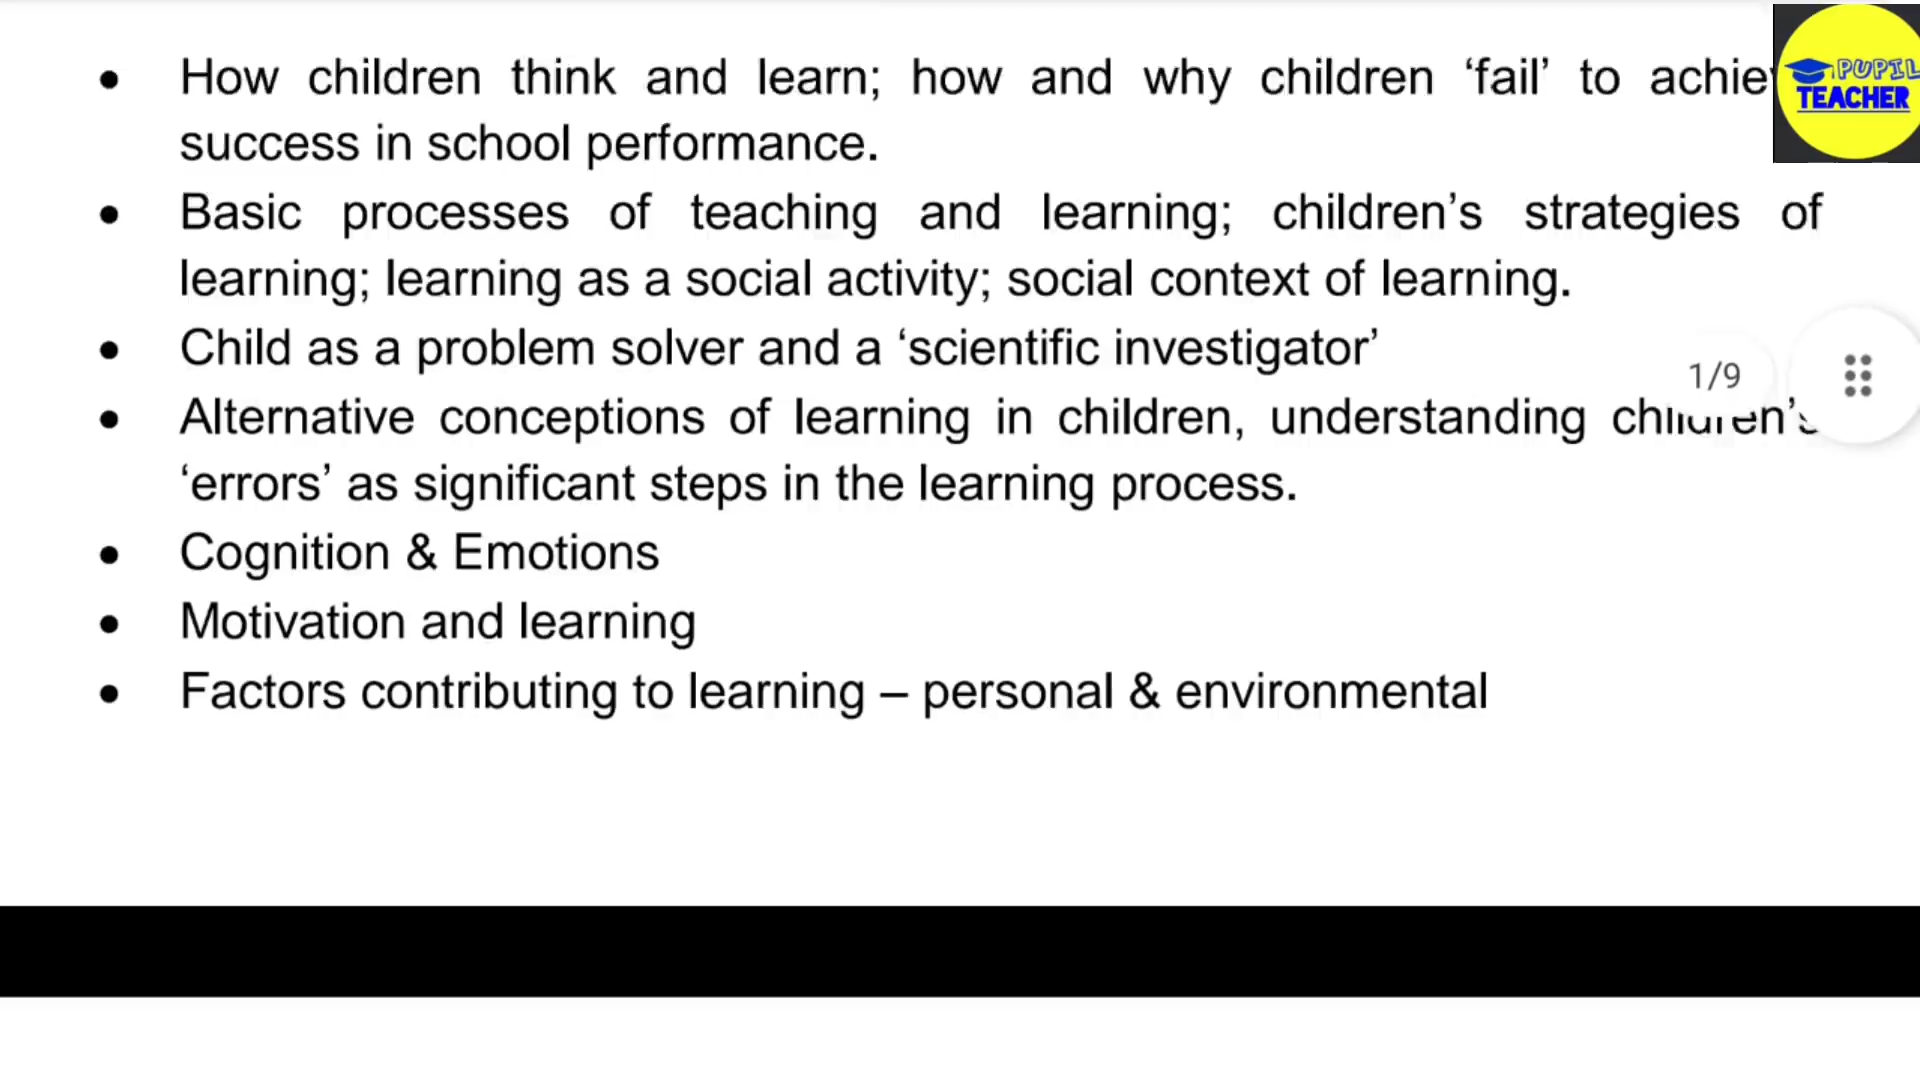 • How children think and learn; how and why children ‘fail’ to
success in school performance.
• Basic processes of teaching and learning; children’s strategies of
learning; learning as a social activity; social context of learning.
• Child as a problem solver and a ‘scientific investigator’
• Alternative conceptions of learning in children, understanding children’s
‘errors’ as significant steps in the learning process.
• Cognition & Emotions
• Motivation and learning
• Factors contributing to learning – personal & environmental
PUPIL
TEACHER
1/9